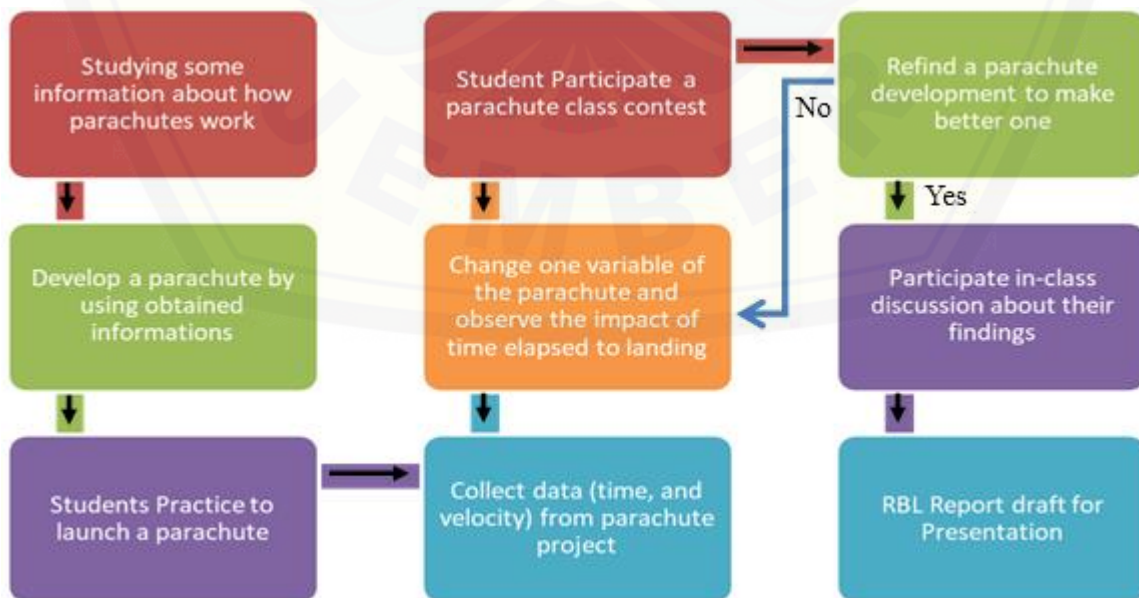 Studying some
information about how
parachutes work
Develop a parachute by
using obtained
informations
Students Practice to
launch a parachute
Student Participate a
parachute class contest
Change one variable of
the parachute and
observe the impact of
time elapsed to landing
Collect data (time, and
velocity) from parachute
project
No
Refind a parachute
development to make
better one
Yes
Participate in-class
discussion about their
findings
RBL Report draft for
Presentation
JEMBER